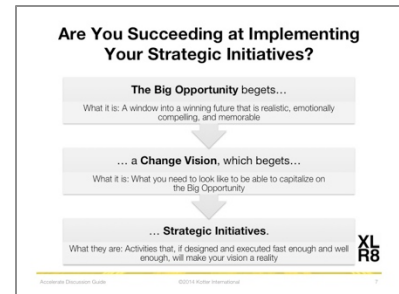 Are You Succeeding at Implementing
Your Strategic Initiatives?
The Big Opportunity begets…
What it is: A window into a winning future that is realistic, emotionally
compelling, and memorable
… a Change Vision, which begets…
What it is: What you need to look like to be able to capitalize on
the Big Opportunity
… Strategic Initiatives.
What they are: Activities that, if designed and executed fast enough and well
enough, will make your vision a reality
XL
R8
Accelerate Discussion Guide
©2014 Kotter International
7